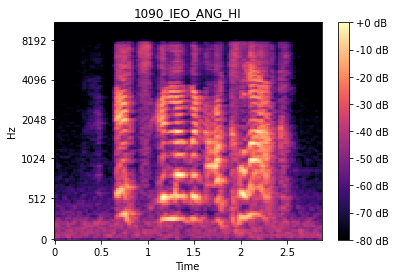 1090_IEO_ANG_HI
Hz
8192
4096
2048
1024
512
0
0 0.5 1 1.5 2 2.5
Time
+0 dB
-10 dB
-20 dB
-30 dB
-40 dB
-50 dB
-60 dB
-70 dB
-80 dB